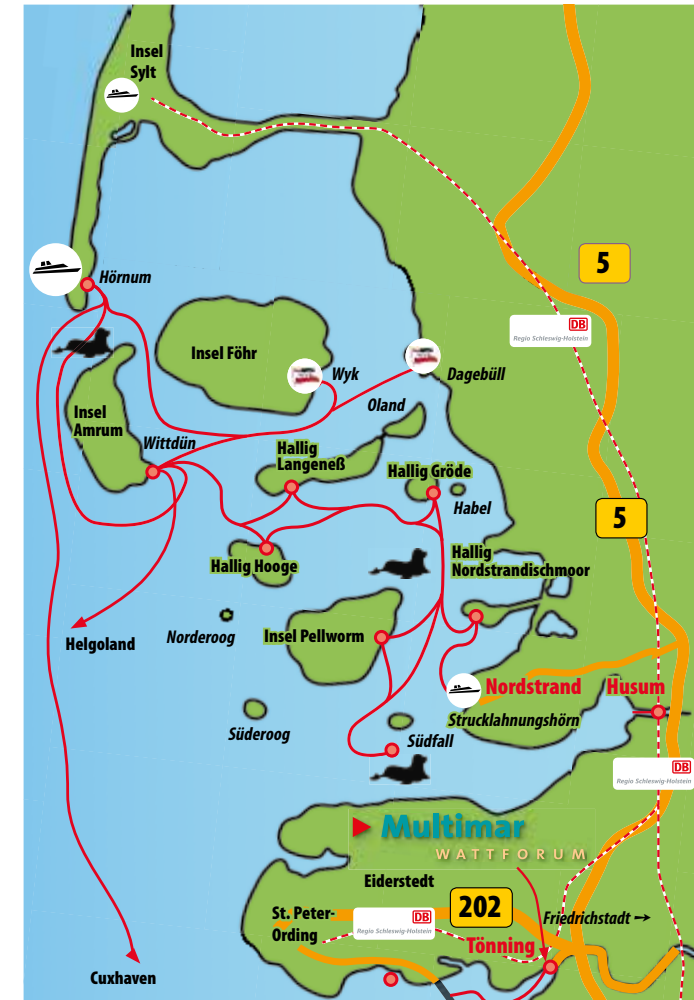 Insel
Sylt
5
Hörnum
DB
Regio Schleswig-Holstein
Insel Föhr
Wyk
Dagebüll
Insel
Amrum
Oland
Wittdün
Hallig
Langeneß
Hallig Gröde
Habel
5
Hallig
Nordstrandischmoor
Hallig Hooge
Helgoland
Norderoog
Insel Pellworm
Nordstrand
Husum
Strucklahnungshörn
Süderoog
Südfall
DB
Regio Schleswig-Holstein
Multimar
WATTFORUM
Eiderstedt
202
St. Peter-
Ording
DB
Regio Schleswig-Holstein
Friedrichstadt
Tönning
Cuxhaven